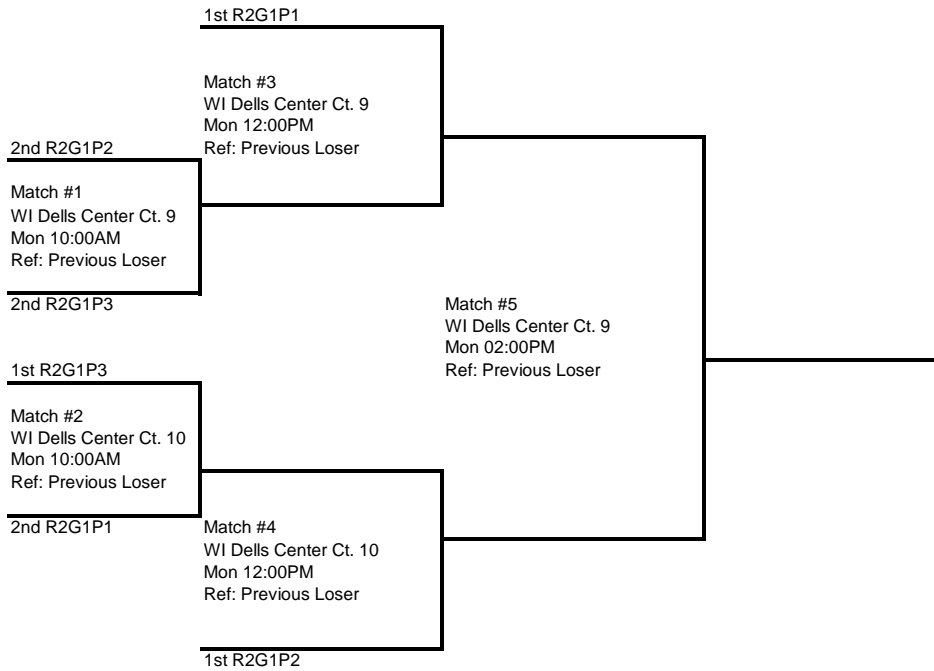 1st R2G1P1
Match #3
WI Dells Center Ct. 9
Mon 12:00PM
Ref: Previous Loser
2nd R2G1P2
Match #1
WI Dells Center Ct. 9
Mon 10:00AM
Ref: Previous Loser
2nd R2G1P3
Match #5
WI Dells Center Ct. 9
Mon 02:00PM
Ref: Previous Loser
1st R2G1P3
Match #2
WI Dells Center Ct. 10
Mon 10:00AM
Ref: Previous Loser
2nd R2G1P1
Match #4
WI Dells Center Ct. 10
Mon 12:00PM
Ref: Previous Loser
1st R2G1P2